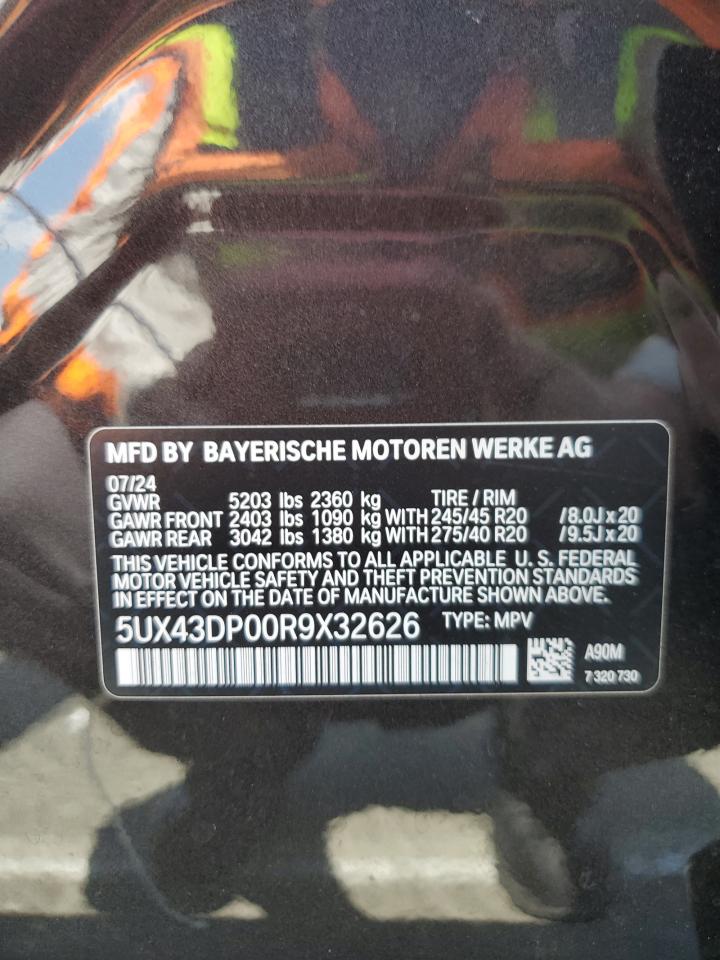 MFD BY BAYERISCHE MOTOREN WERKE AG
07/24
GVWR 5203 lbs 2360 kg TIRE / RIM
GAWR FRONT 2403 lbs 1090 kg WITH 245/45 R20 /8.0J x 20
GAWR REAR 3042 lbs 1380 kg WITH 275/40 R20 /9.5J x 20
THIS VEHICLE CONFORMS TO ALL APPLICABLE U. S. FEDERAL
MOTOR VEHICLE SAFETY AND THEFT PREVENTION STANDARDS
IN EFFECT ON THE DATE OF MANUFACTURE SHOWN ABOVE.
5UX43DP00R9X32626 TYPE: MPV
A90M
7 320 730